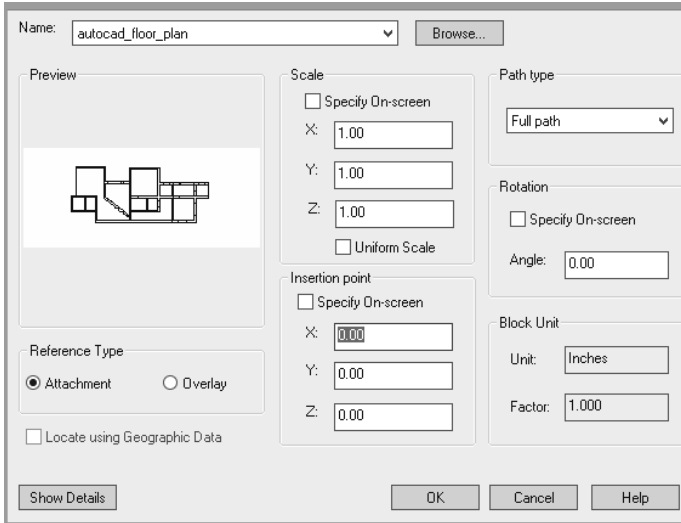 Name: autocad_floor_plan Browse...
Preview
Scale
Specify On-screen
X: 1.00
Y: 1.00
Z: 1.00
Uniform Scale
Path type
Full path
Rotation
Specify On-screen
Angle: 0.00
Insertion point
Specify On-screen
X: 0.00
Y: 0.00
Z: 0.00
Block Unit
Unit: Inches
Factor: 1.000
Reference Type
Attachment Overlay
Locate using Geographic Data
Show Details OK Cancel Help